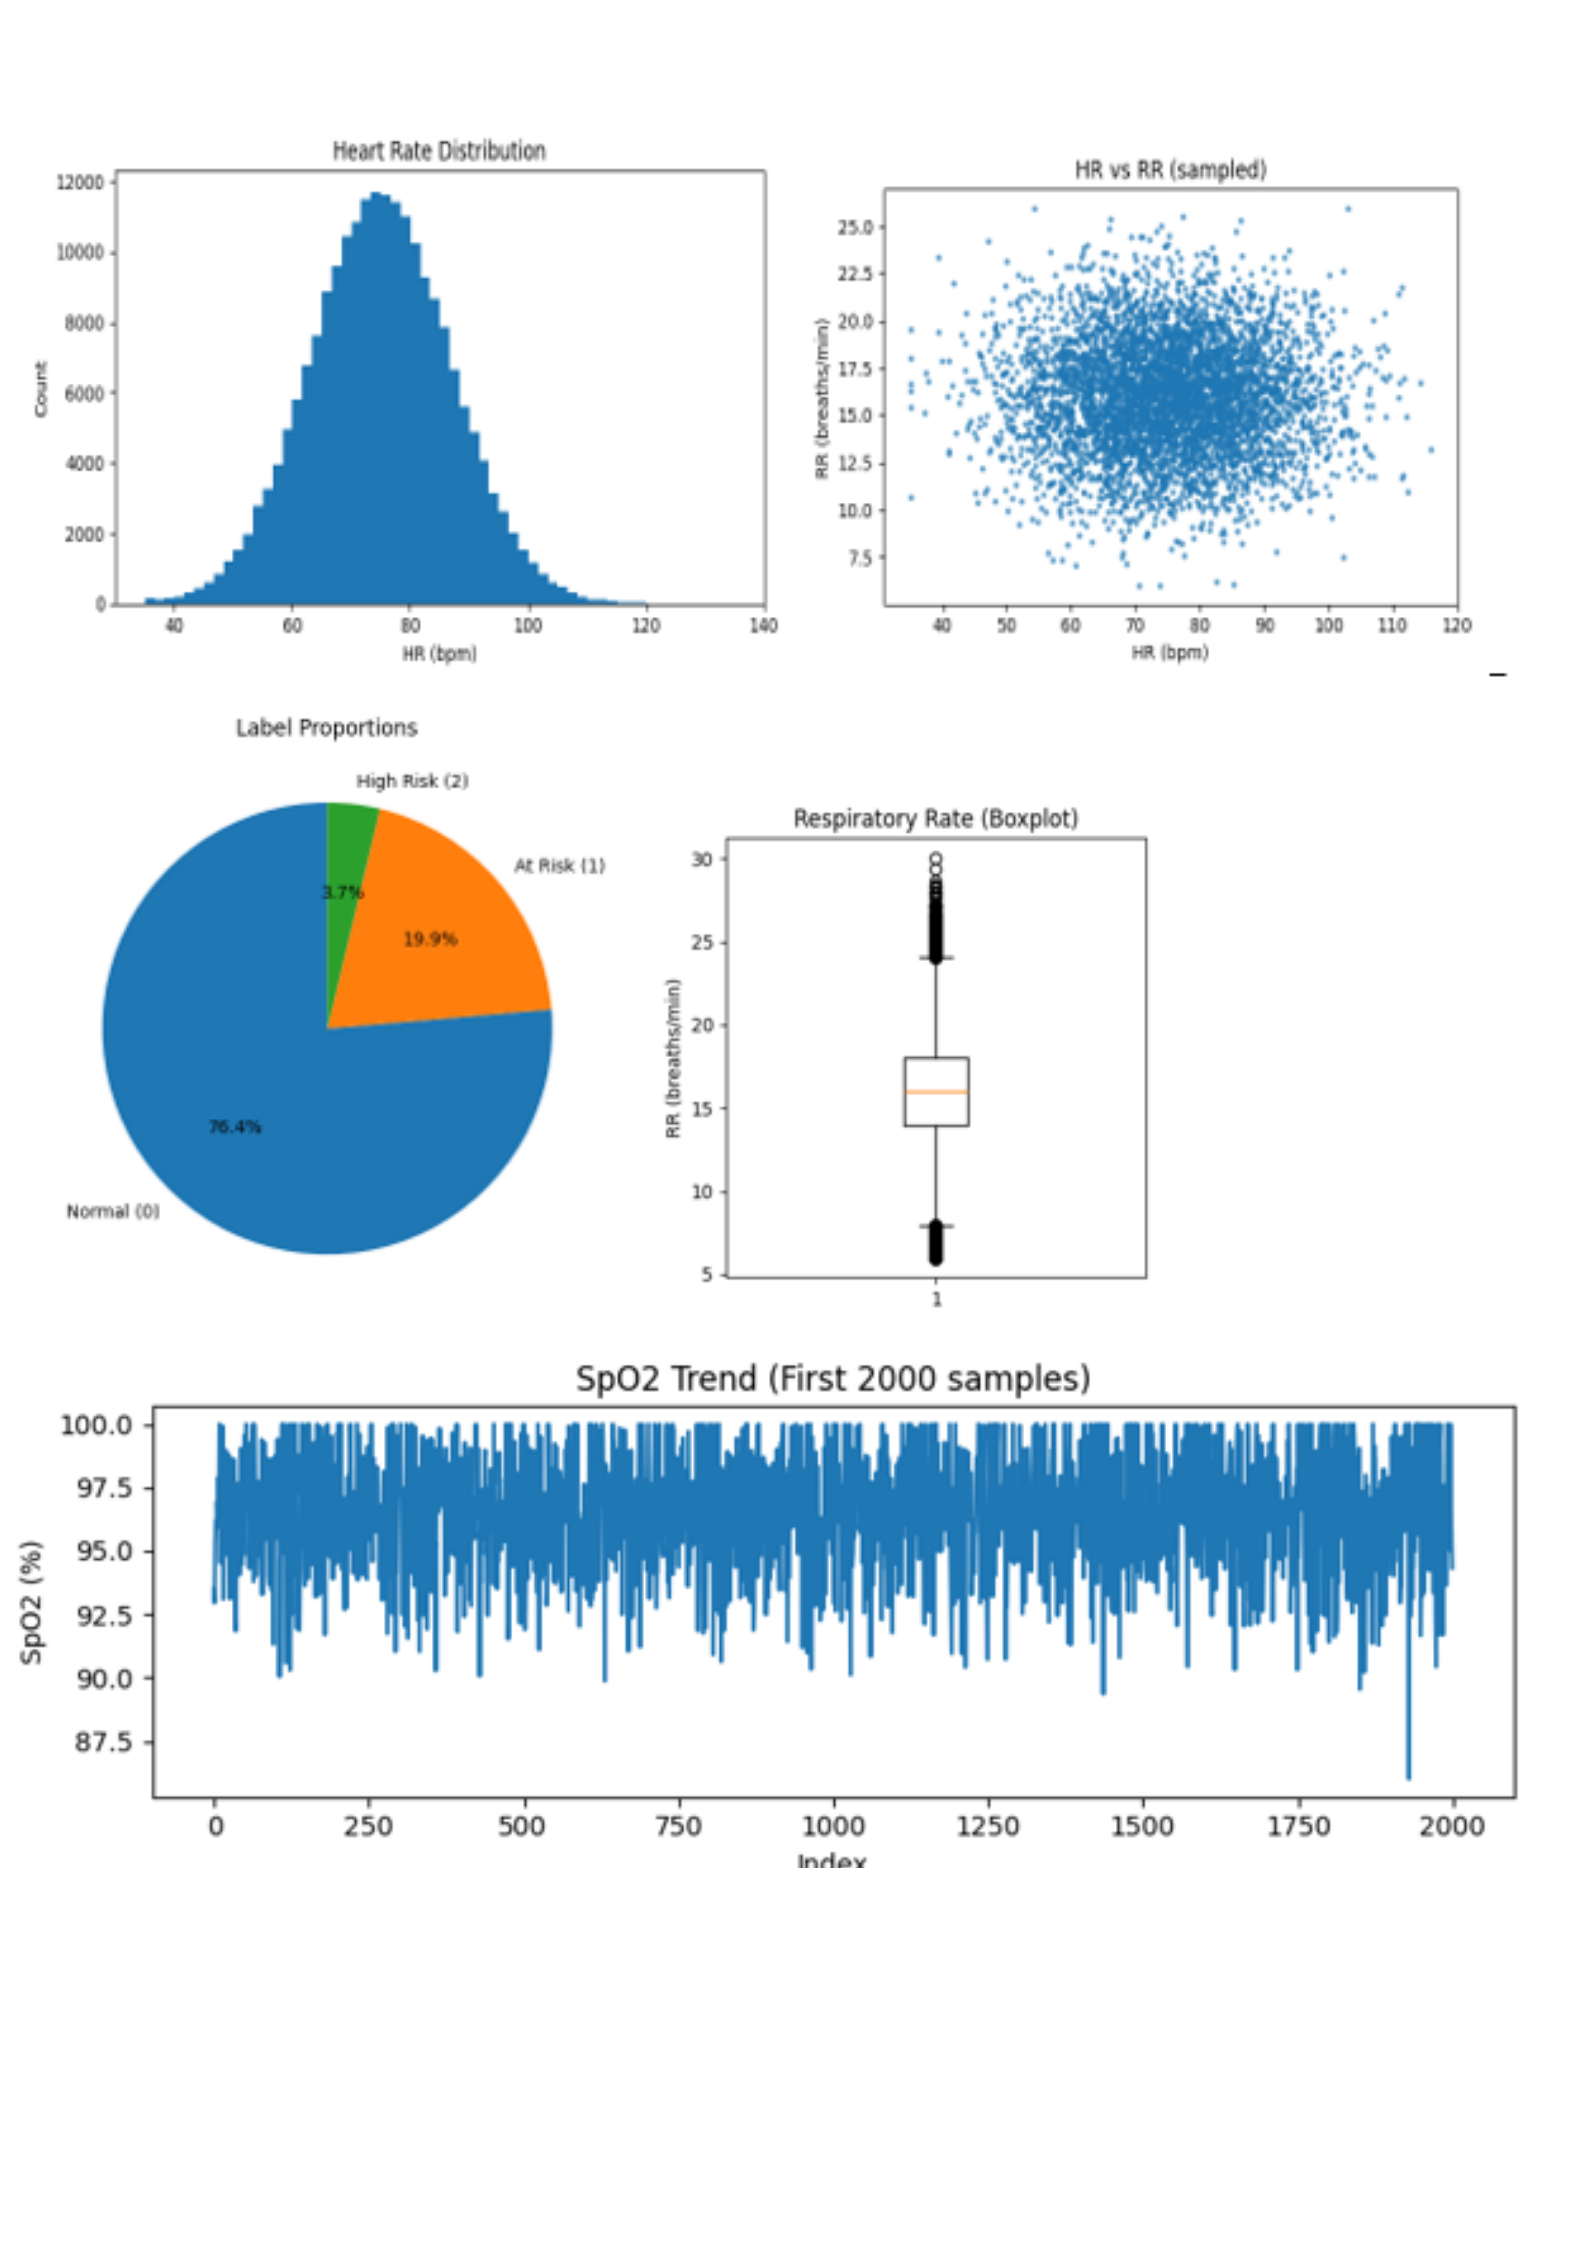 Heart Rate Distribution
12000
10000
8000
6000
4000
2000
0
Count
40 60 80 100 120 140
HR (bpm)
HR vs RR (sampled)
25.0
22.5
20.0
17.5
15.0
12.5
10.0
7.5
RR (breaths/min)
40 50 60 70 80 90 100 110 120
HR (bpm)
Label Proportions
High Risk (2)
At Risk (1)
3.7%
19.9%
76.4%
Normal (0)
Respiratory Rate (Boxplot)
30
25
20
15
10
5
RR (breaths/min)
1
SpO2 Trend (First 2000 samples)
100.0
97.5
95.0
92.5
90.0
87.5
SpO2 (%)
0 250 500 750 1000 1250 1500 1750 2000
Index